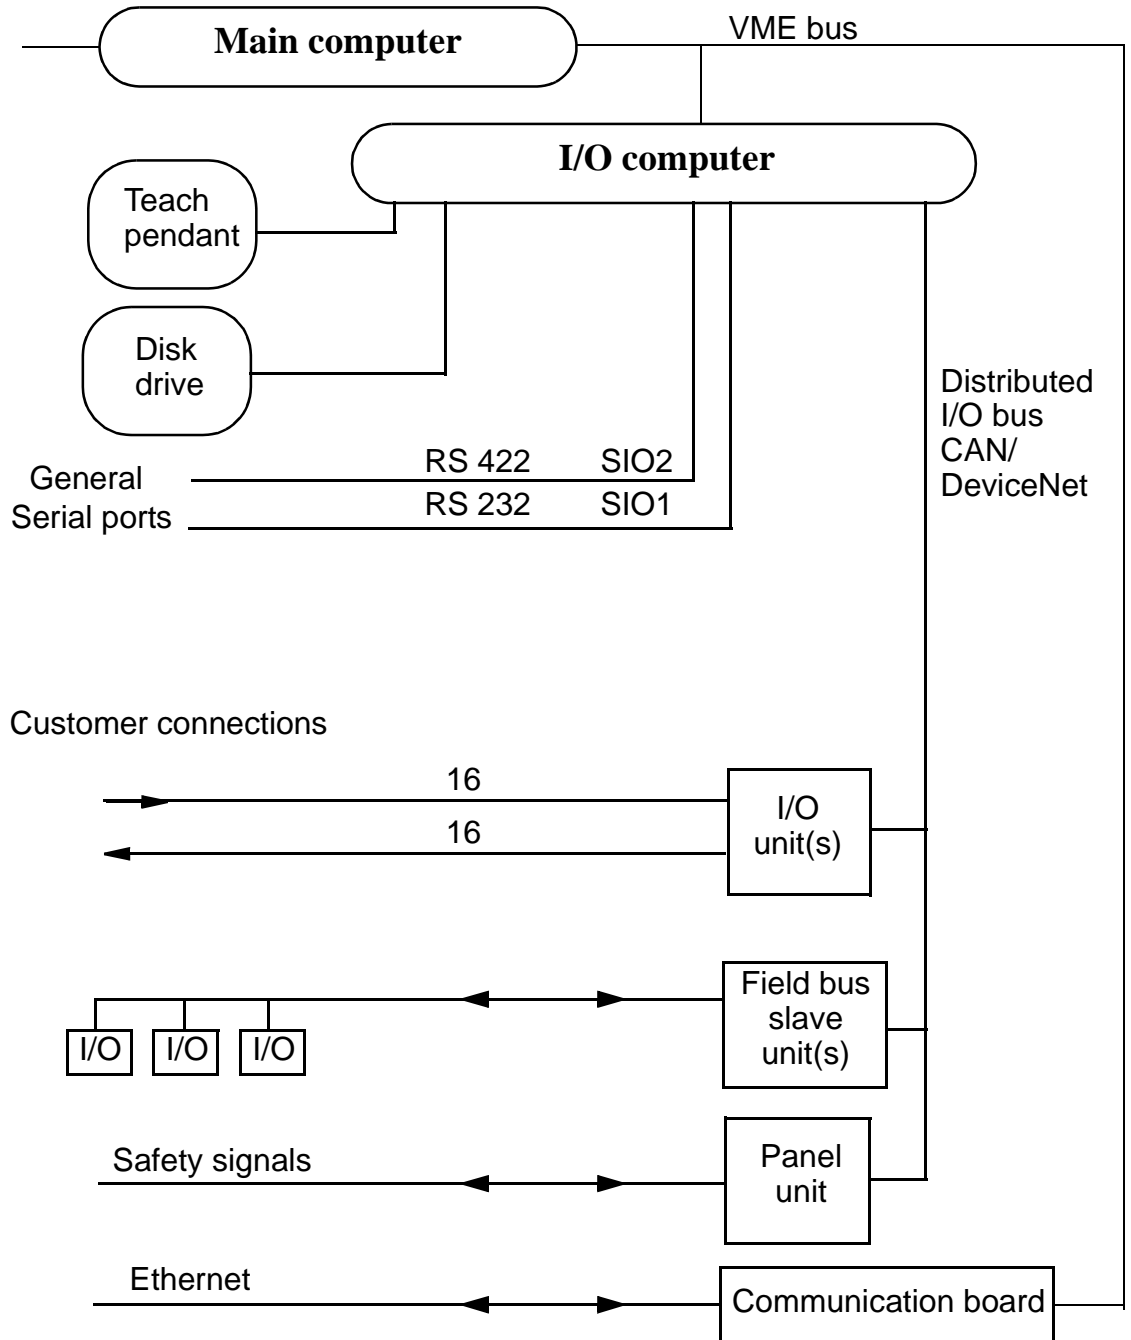 Main computer
VME bus
I/O computer
Teach
pendant
Disk
drive
Distributed
I/O bus
CAN/
DeviceNet
General
Serial ports
RS 422
SIO2
RS 232
SIO1
Customer connections
16
16
I/O
unit(s)
Field bus
slave
unit(s)
I/O
I/O
I/O
Safety signals
Panel
unit
Ethernet
Communication board